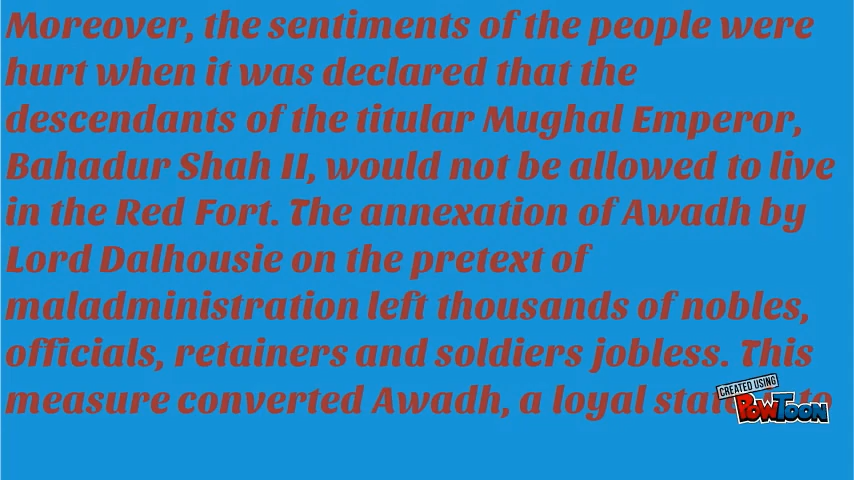 Moreover, the sentiments of the people were
hurt when it was declared that the
descendants of the titular Mughal Emperor,
Bahadur Shah II, would not be allowed to live
in the Red Fort. The annexation of Awadh by
Lord Dalhousie on the pretext of
maladministration left thousands of nobles,
officials, retainers and soldiers jobless. This
measure converted Awadh, a loyal to
CREATED USING
POWTOON